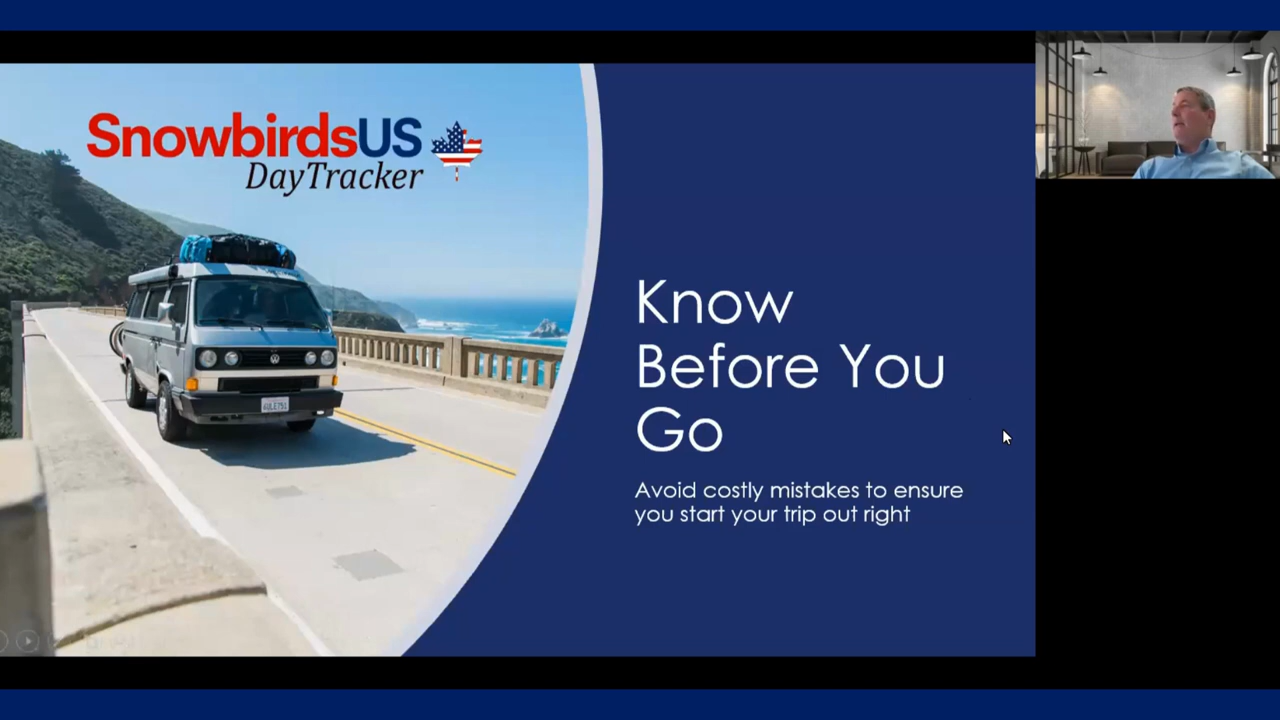 SnowbirdsUS
DayTracker
Know
Before You
Go
Avoid costly mistakes to ensure
you start your trip out right